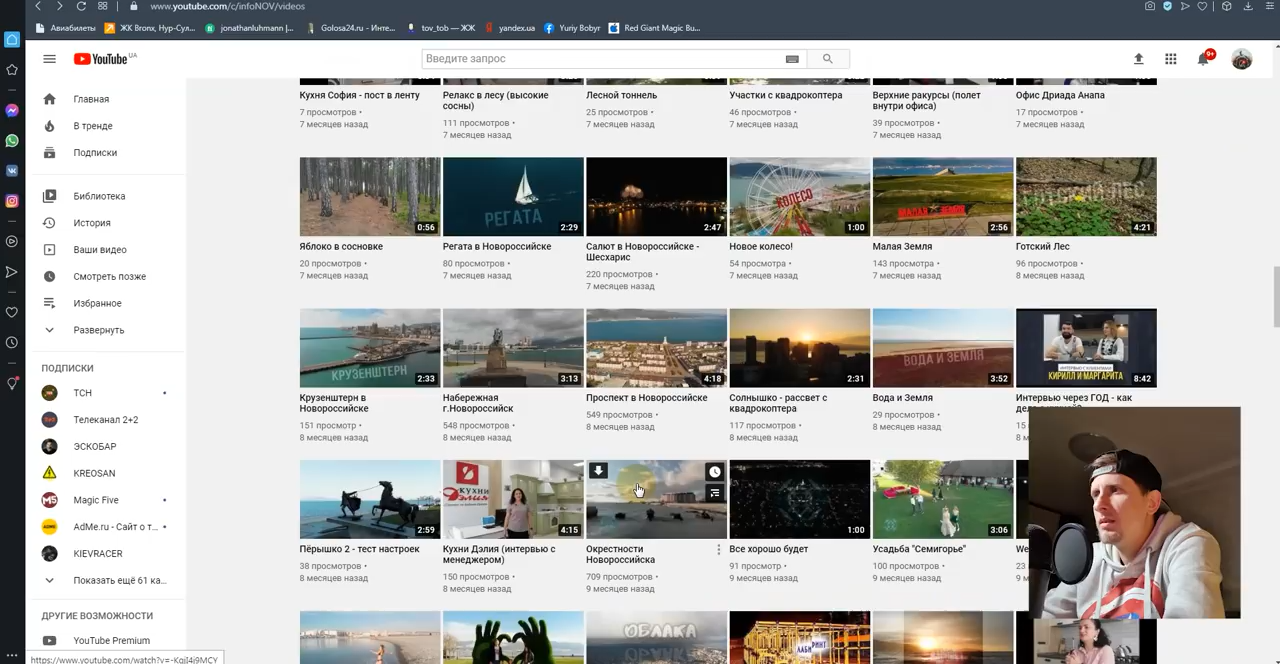 www.youtube.com/c/infoNOV/videos
Авиабилеты
ЖК Bronx, Нур-Сул...
jonathanluhmann |...
Golosa24.ru - Инте...
tov_tob — ЖЖ
yandex.ua
Yuriy Bobyr
Red Giant Magic Bu...
YouTube UA
Введите запрос
9+
Главная
В тренде
Подписки
Библиотека
История
Ваши видео
Смотреть позже
Избранное
Развернуть
ПОДПИСКИ
ТСН
Телеканал 2+2
ЭСКОБАР
KREOSAN
Magic Five
AdMe.ru - Сайт о т...
KIEVRACER
Показать ещё 61 ка...
ДРУГИЕ ВОЗМОЖНОСТИ
YouTube Premium
https://www.youtube.com/watch?v=-KqjI4j9MCY
Кухня София - пост в ленту
7 просмотров •
7 месяцев назад
Релакс в лесу (высокие
сосны)
111 просмотров •
7 месяцев назад
Лесной тоннель
25 просмотров •
7 месяцев назад
Участки с квадрокоптера
46 просмотров •
7 месяцев назад
Верхние ракурсы (полет
внутри офиса)
39 просмотров •
7 месяцев назад
Офис Дриада Анапа
17 просмотров •
7 месяцев назад
0:56
Яблоко в сосновке
20 просмотров •
7 месяцев назад
РЕГАТА
2:29
Регата в Новороссийске
80 просмотров •
7 месяцев назад
2:47
Салют в Новороссийске -
Шесхарис
220 просмотров •
7 месяцев назад
КОЛЕСО
1:00
Новое колесо!
54 просмотра •
7 месяцев назад
МАЛАЯ ЗЕМЛЯ
2:56
Малая Земля
143 просмотра •
7 месяцев назад
ГОТСКИЙ ЛЕС
4:21
Готский Лес
96 просмотров •
8 месяцев назад
КРУЗЕНШТЕРН
2:33
Крузенштерн в
Новороссийске
151 просмотр •
8 месяцев назад
3:13
Набережная
г.Новороссийск
548 просмотров •
8 месяцев назад
4:18
Проспект в Новороссийске
549 просмотров •
8 месяцев назад
2:31
Солнышко - рассвет с
квадрокоптера
117 просмотров •
8 месяцев назад
ВОДА И ЗЕМЛЯ
3:52
Вода и Земля
29 просмотров •
8 месяцев назад
КИРИЛЛ И МАРГАРИТА
8:42
Интервью через ГОД - как
15
8 м
2:59
Пёрышко 2 - тест настроек
38 просмотров •
8 месяцев назад
Кухни Дэлия
4:15
Кухни Дэлия (интервью с
менеджером)
150 просмотров •
8 месяцев назад
Окрестности
Новороссийска
709 просмотров •
9 месяцев назад
1:00
Все хорошо будет
91 просмотр •
9 месяцев назад
3:06
Усадьба "Семигорье"
100 просмотров •
9 месяцев назад
We
23
9 м
ОБЛАКА
ЛАБИРИНТ